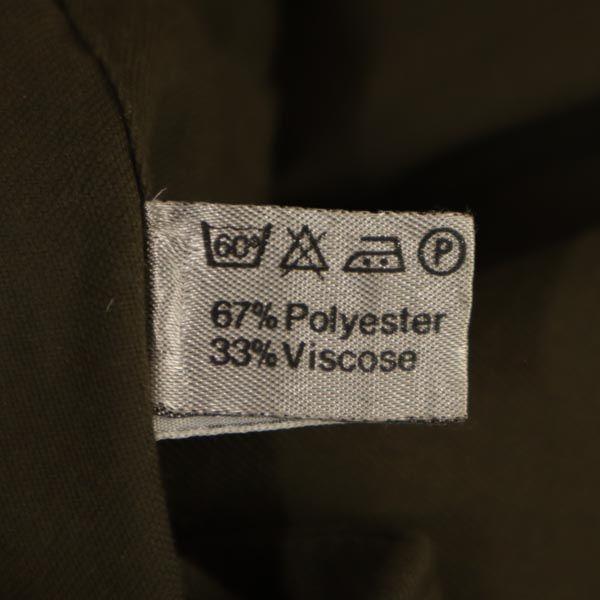 60° P
67% Polyester
33% Viscose